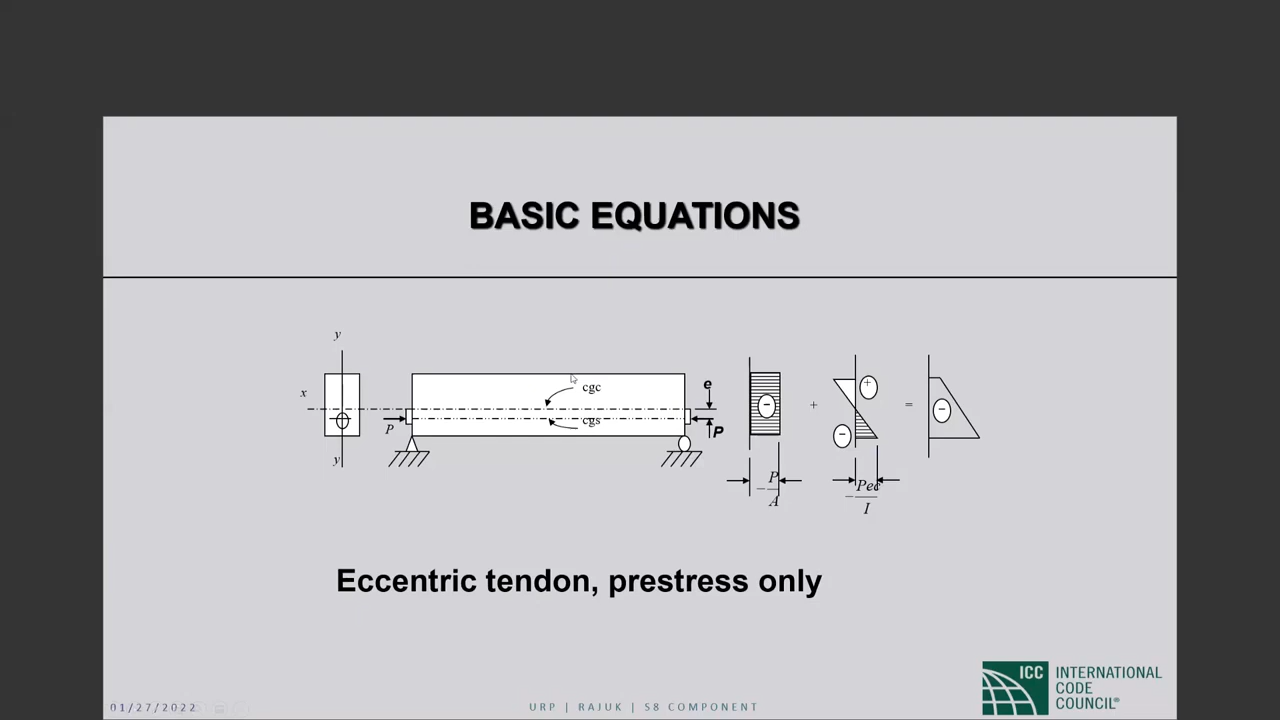 BASIC EQUATIONS
y
x
cgc
e
cgs
P
P
y
−
+
+
−
=
−
− P/A
− Pec/I
Eccentric tendon, prestress only
ICC INTERNATIONAL
CODE
COUNCIL®
01/27/2022
URP | RAJUK | S8 COMPONENT